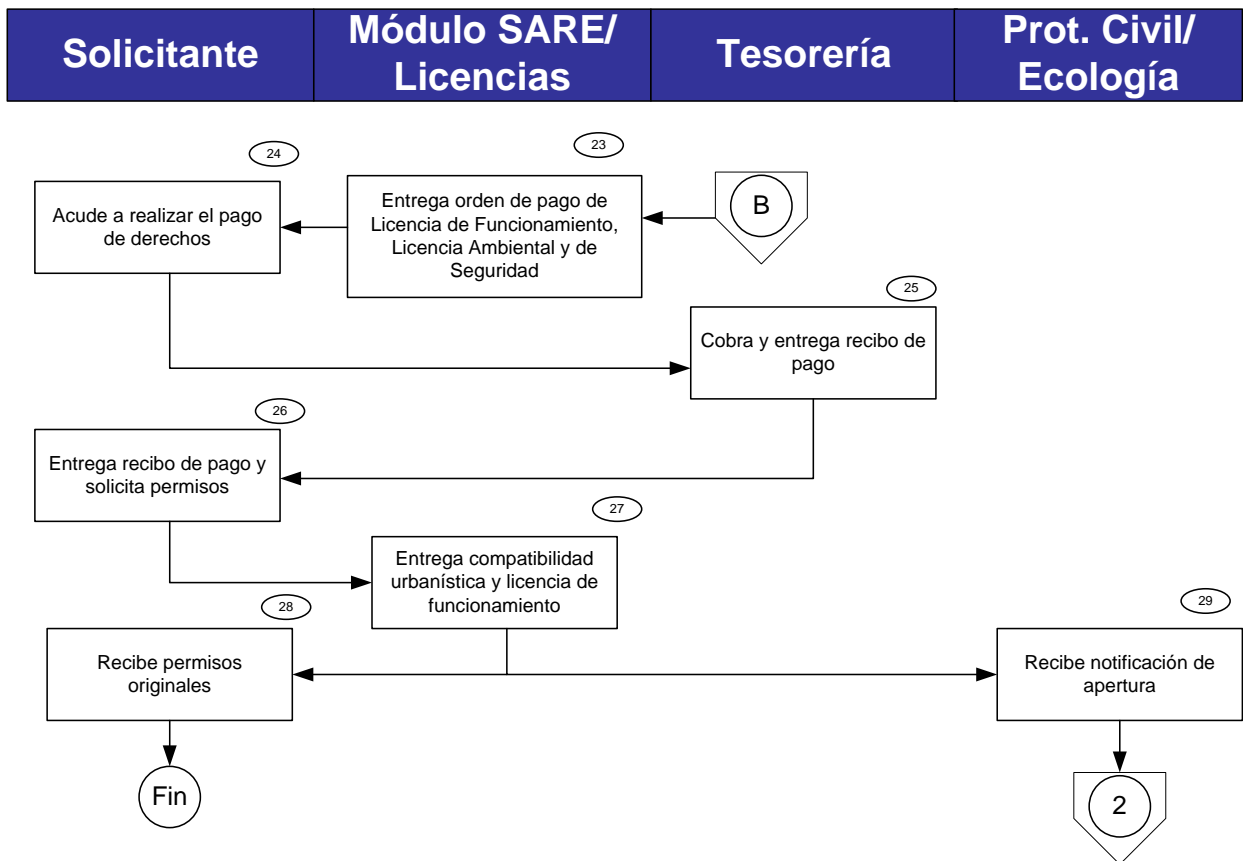 Solicitante
Módulo SARE/
Licencias
Tesorería
Prot. Civil/
Ecología
24
Acude a realizar el pago
de derechos
23
Entrega orden de pago de
Licencia de Funcionamiento,
Licencia Ambiental y de
Seguridad
B
25
Cobra y entrega recibo de
pago
26
Entrega recibo de pago y
solicita permisos
27
Entrega compatibilidad
urbanística y licencia de
funcionamiento
28
Recibe permisos
originales
29
Recibe notificación de
apertura
Fin
2